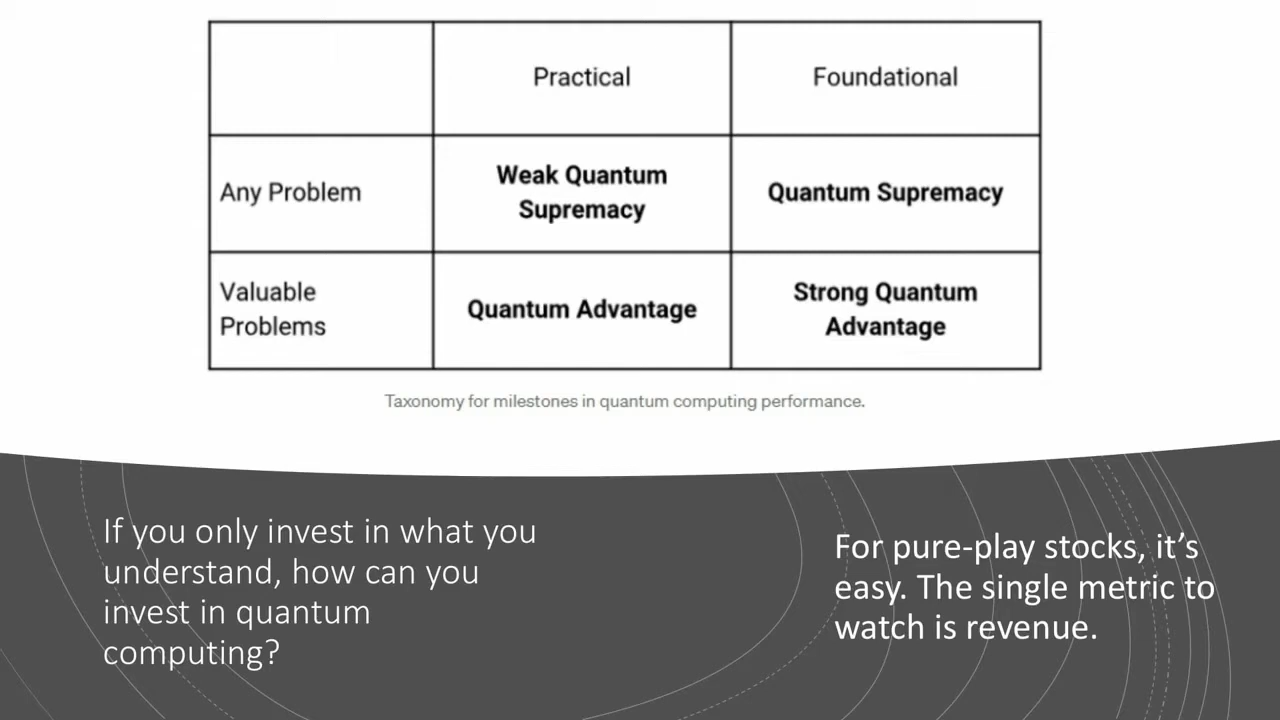 Practical
Foundational
Any Problem
Weak Quantum
Supremacy
Quantum Supremacy
Valuable
Problems
Quantum Advantage
Strong Quantum
Advantage
Taxonomy for milestones in quantum computing performance.
If you only invest in what you
understand, how can you
invest in quantum
computing?
For pure-play stocks, it’s
easy. The single metric to
watch is revenue.